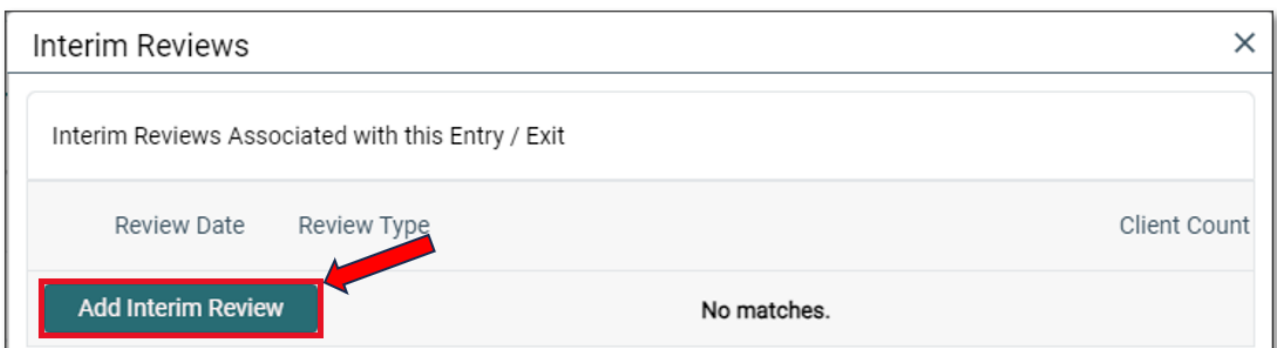 Interim Reviews
Interim Reviews Associated with this Entry / Exit
Review Date Review Type Client Count
Add Interim Review No matches.